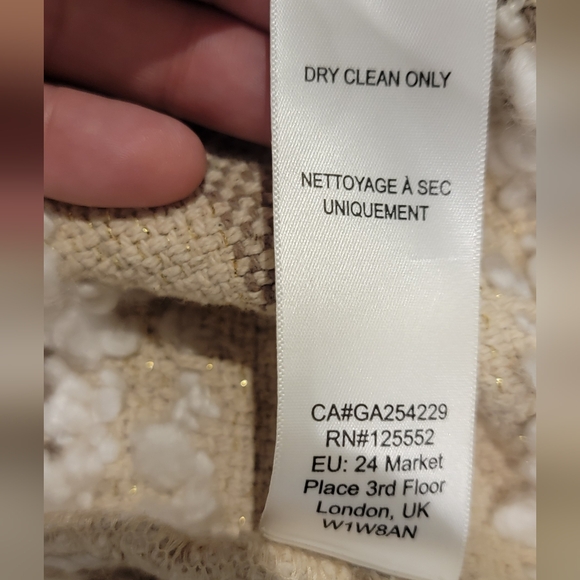 DRY CLEAN ONLY
NETTOYAGE À SEC
UNIQUEMENT
CA#GA254229
RN#125552
EU: 24 Market
Place 3rd Floor
London, UK
W1W8AN